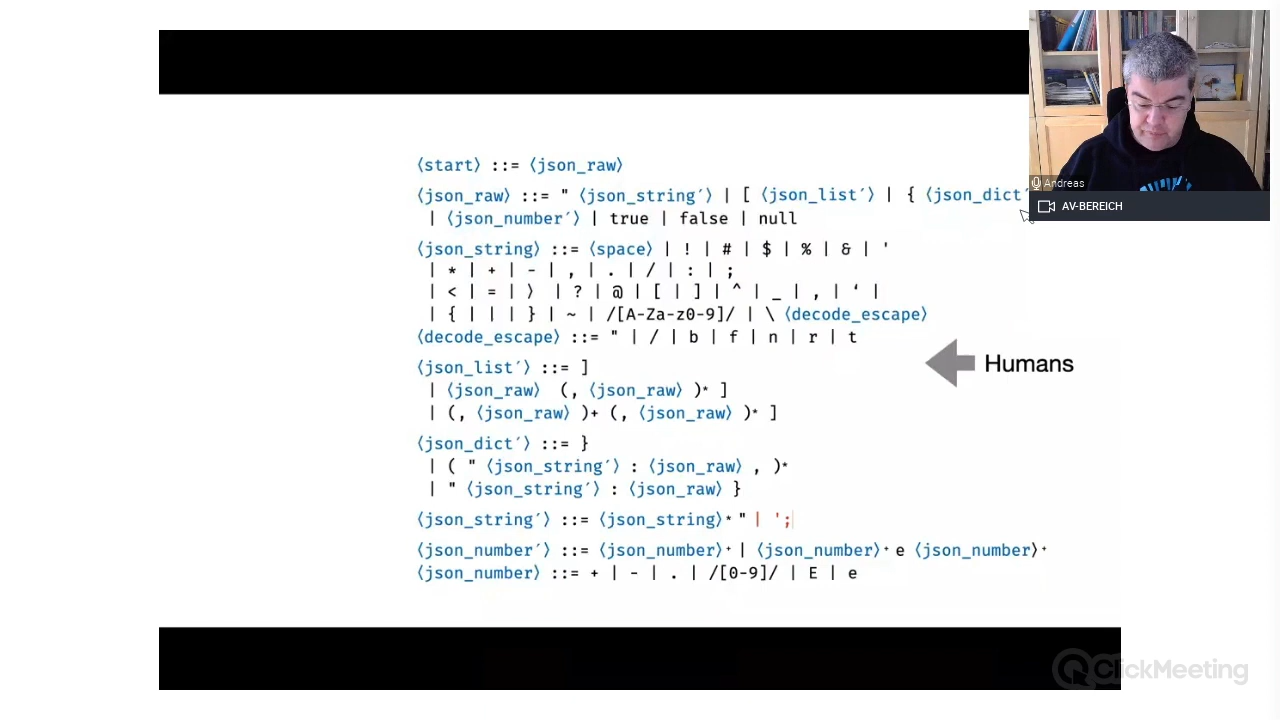 ⟨start⟩ ::= ⟨json_raw⟩
⟨json_raw⟩ ::= " ⟨json_string′⟩ | [ ⟨json_list′⟩ | { ⟨json_dict′
| ⟨json_number′⟩ | true | false | null
⟨json_string⟩ ::= ⟨space⟩ | ! | # | $ | % | & | '
| * | + | - | , | . | / | : | ;
| < | = | ⟩ | ? | @ | [ | ] | ^ | _ | , | ‘ |
| { | | | } | ~ | /[A-Za-z0-9]/ | \ ⟨decode_escape⟩
⟨decode_escape⟩ ::= " | / | b | f | n | r | t
⟨json_list′⟩ ::= ]
| ⟨json_raw⟩ (, ⟨json_raw⟩ )* ]
| (, ⟨json_raw⟩ )+ (, ⟨json_raw⟩ )* ]
⟨json_dict′⟩ ::= }
| ( " ⟨json_string′⟩ : ⟨json_raw⟩ , )*
| " ⟨json_string′⟩ : ⟨json_raw⟩ }
⟨json_string′⟩ ::= ⟨json_string⟩* " | ';
⟨json_number′⟩ ::= ⟨json_number⟩⁺ | ⟨json_number⟩⁺ e ⟨json_number⟩⁺
⟨json_number⟩ ::= + | - | . | /[0-9]/ | E | e
Humans
Andreas
AV-BEREICH
ClickMeeting